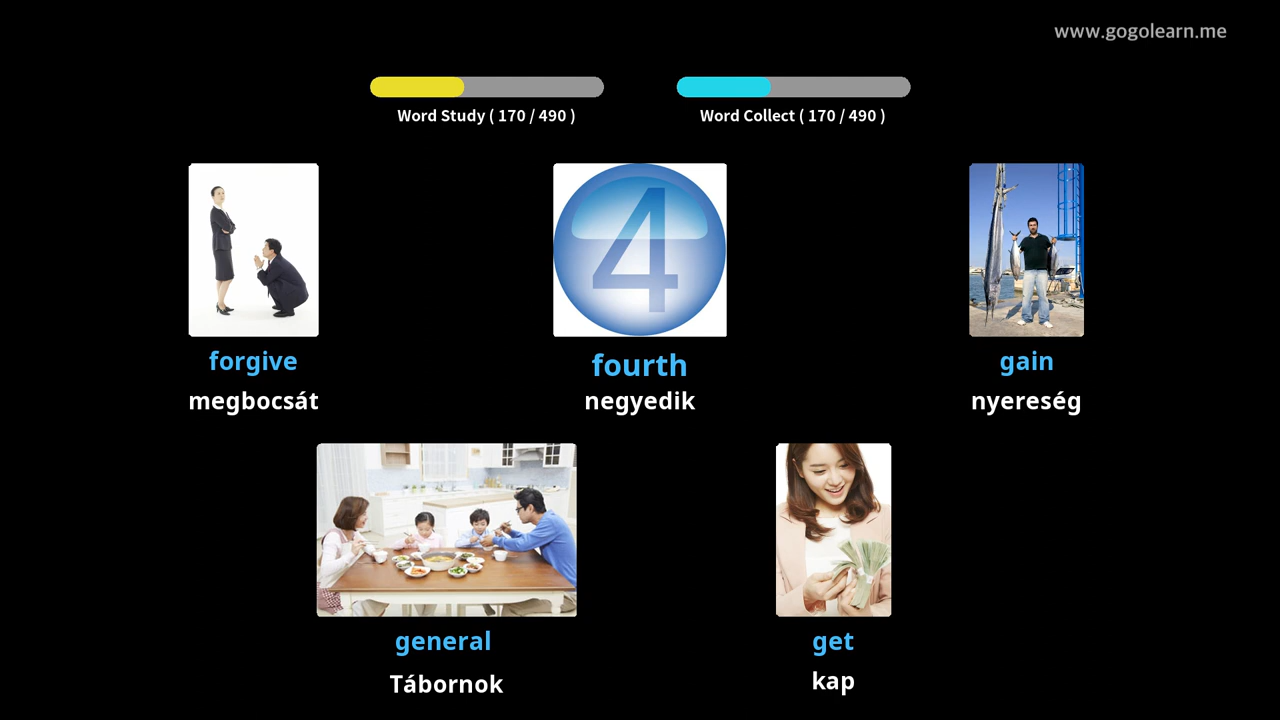 www.gogolearn.me
Word Study ( 170 / 490 )
Word Collect ( 170 / 490 )
4
forgive
megbocsát
fourth
negyedik
gain
nyereség
general
Tábornok
get
kap